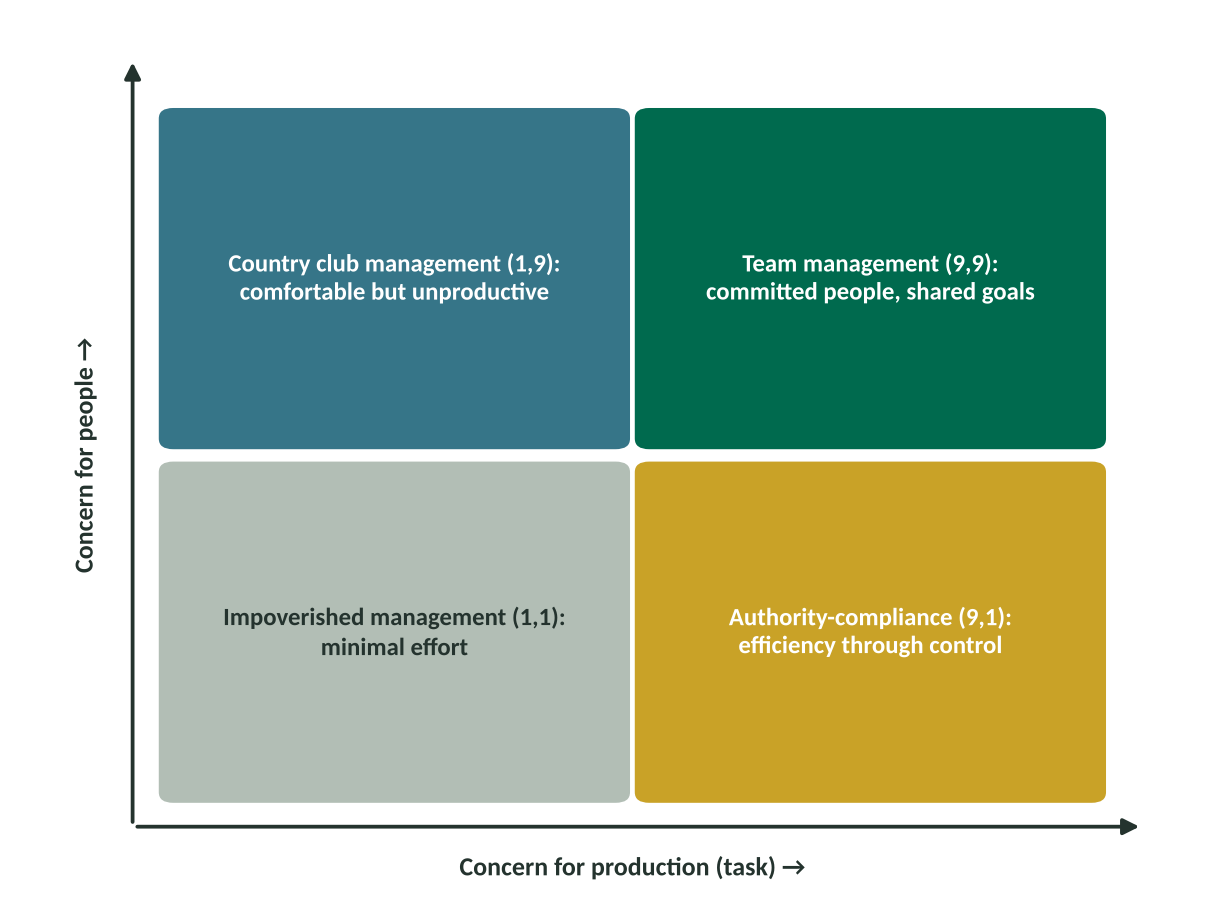 Country club management (1,9):
comfortable but unproductive
Team management (9,9):
committed people, shared goals
Concern for people →
Impoverished management (1,1):
minimal effort
Authority-compliance (9,1):
efficiency through control
Concern for production (task) →